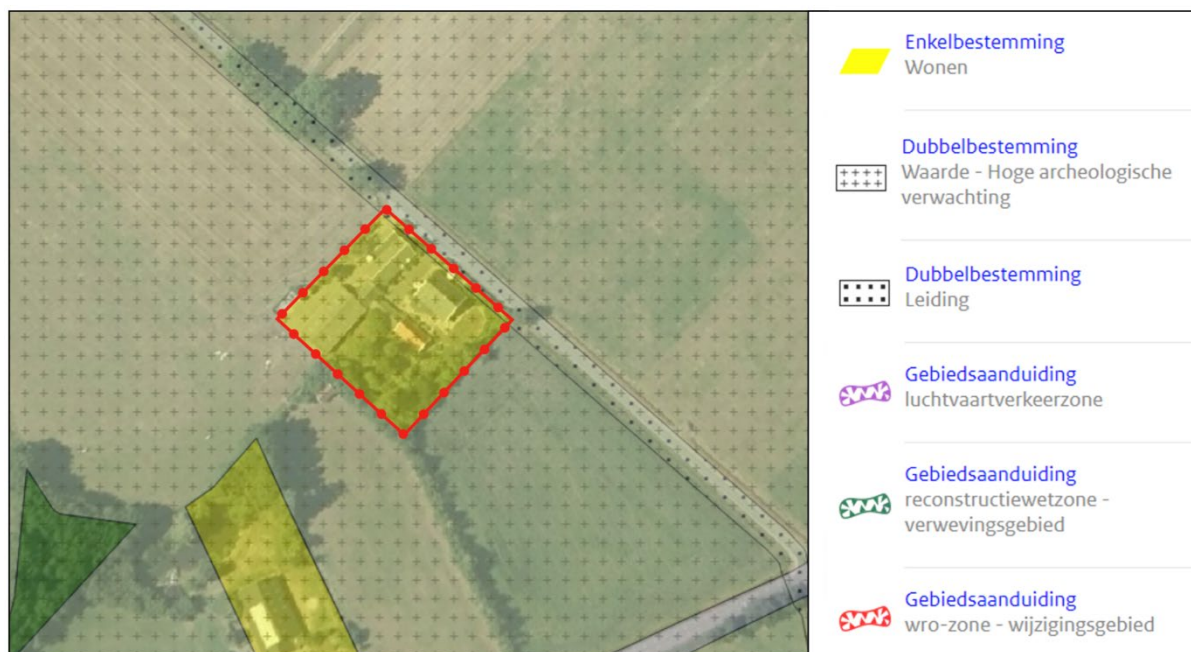 Enkelbestemming
Wonen
Dubbelbestemming
Waarde - Hoge archeologische
verwachting
Dubbelbestemming
Leiding
Gebiedsaanduiding
luchtvaartverkeerzone
Gebiedsaanduiding
reconstructiewetzone -
verwevingsgebied
Gebiedsaanduiding
wro-zone - wijzigingsgebied